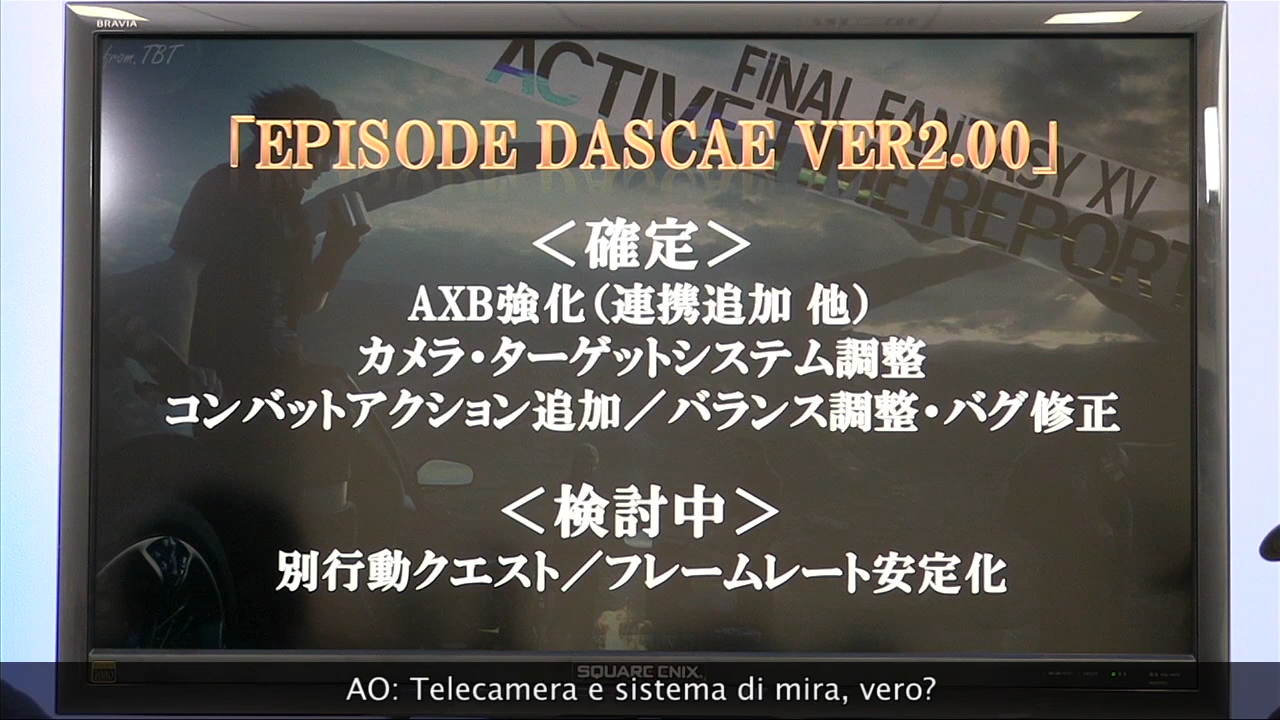 BRAVIA
from. TBT
FINAL FANTASY XV
ACTIVE TIME REPORT
「EPISODE DASCAE VER2.00」
＜確定＞
AXB強化（連携追加 他）
カメラ・ターゲットシステム調整
コンバットアクション追加／バランス調整・バグ修正
＜検討中＞
別行動クエスト／フレームレート安定化
SQUARE ENIX.
AO: Telecamera e sistema di mira, vero?